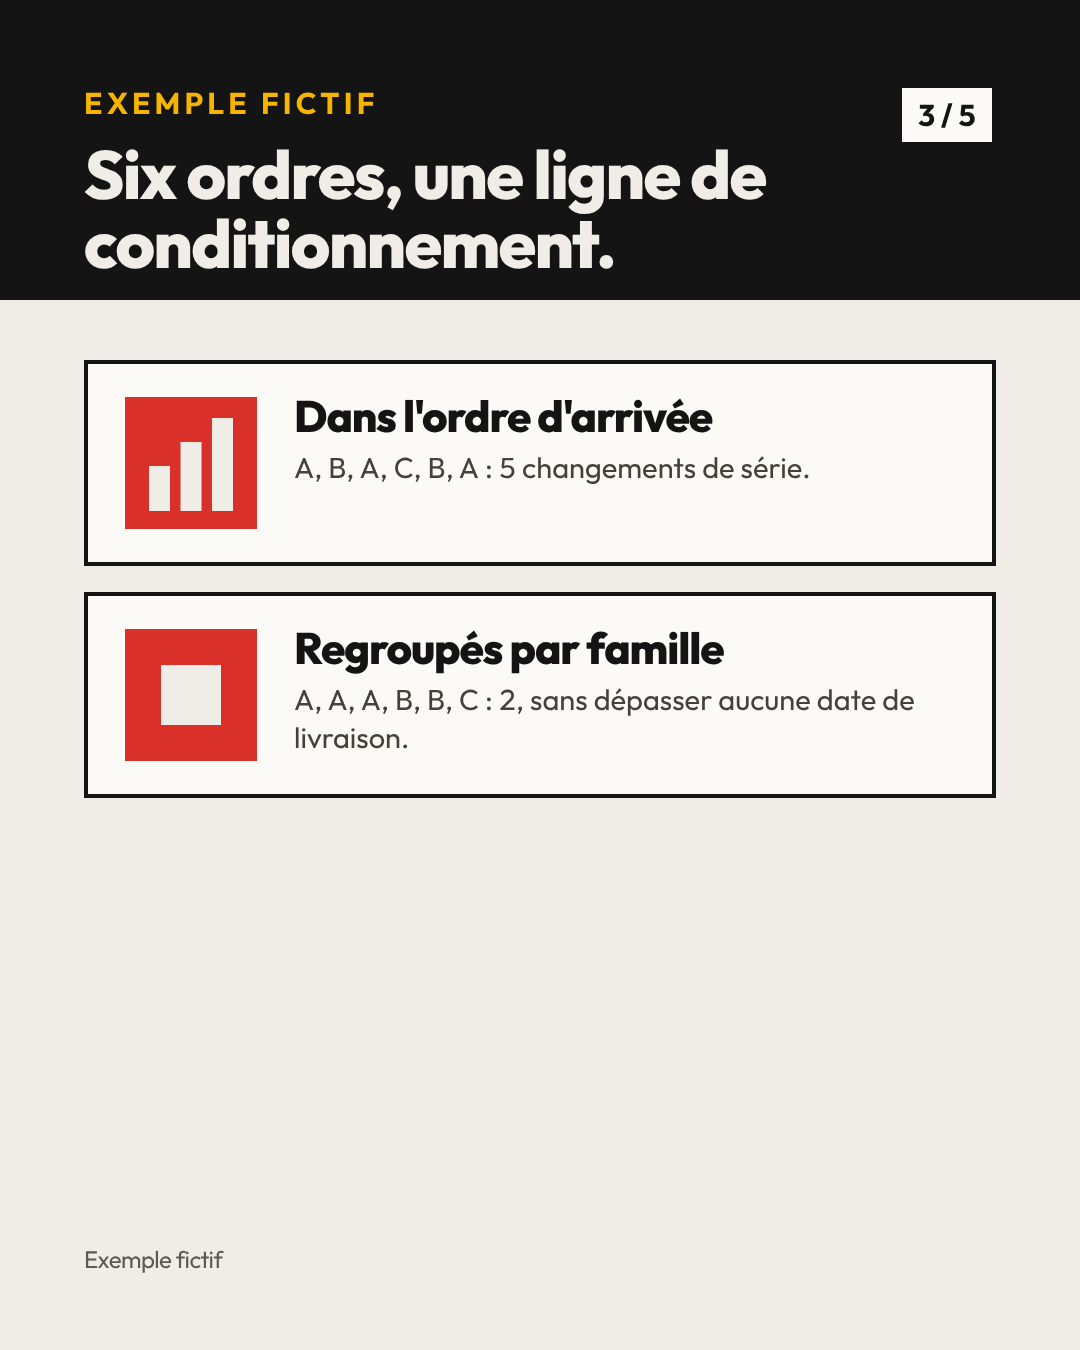 EXEMPLE FICTIF
3 / 5
Six ordres, une ligne de
conditionnement.
Dans l'ordre d'arrivée
A, B, A, C, B, A : 5 changements de série.
Regroupés par famille
A, A, A, B, B, C : 2, sans dépasser aucune date de
livraison.
Exemple fictif